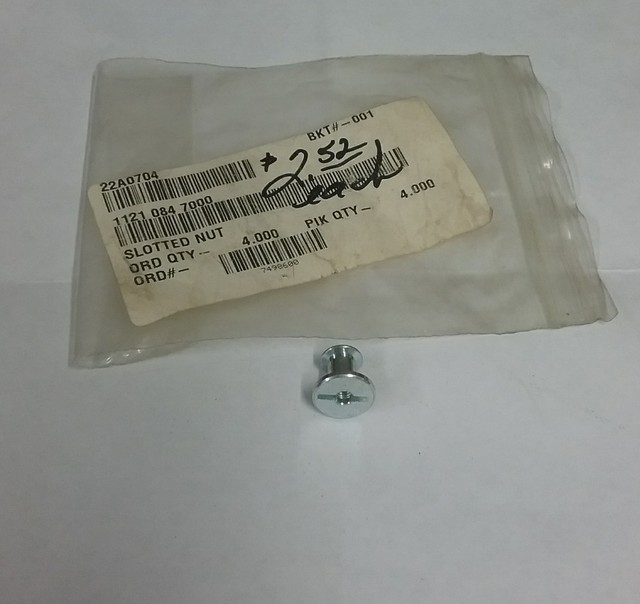 BKT#-001
22A0704
$2 52
each
1121 084 7000
SLOTTED NUT
ORD QTY- 4.000 PIK QTY- 4.000
ORD#-
7498600